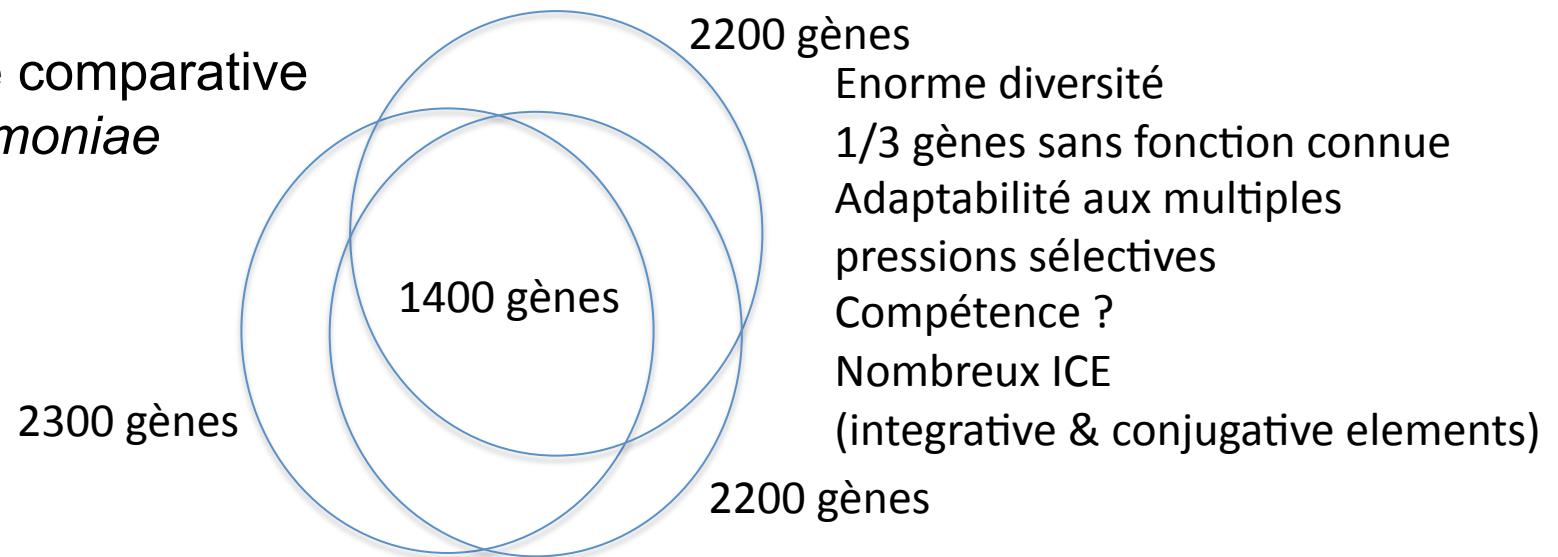 comparative
2200 gènes
Enorme diversité
1/3 gènes sans fonction connue
Adaptabilité aux multiples
pressions sélectives
Compétence ?
Nombreux ICE
(integrative & conjugative elements)
1400 gènes
2300 gènes
2200 gènes